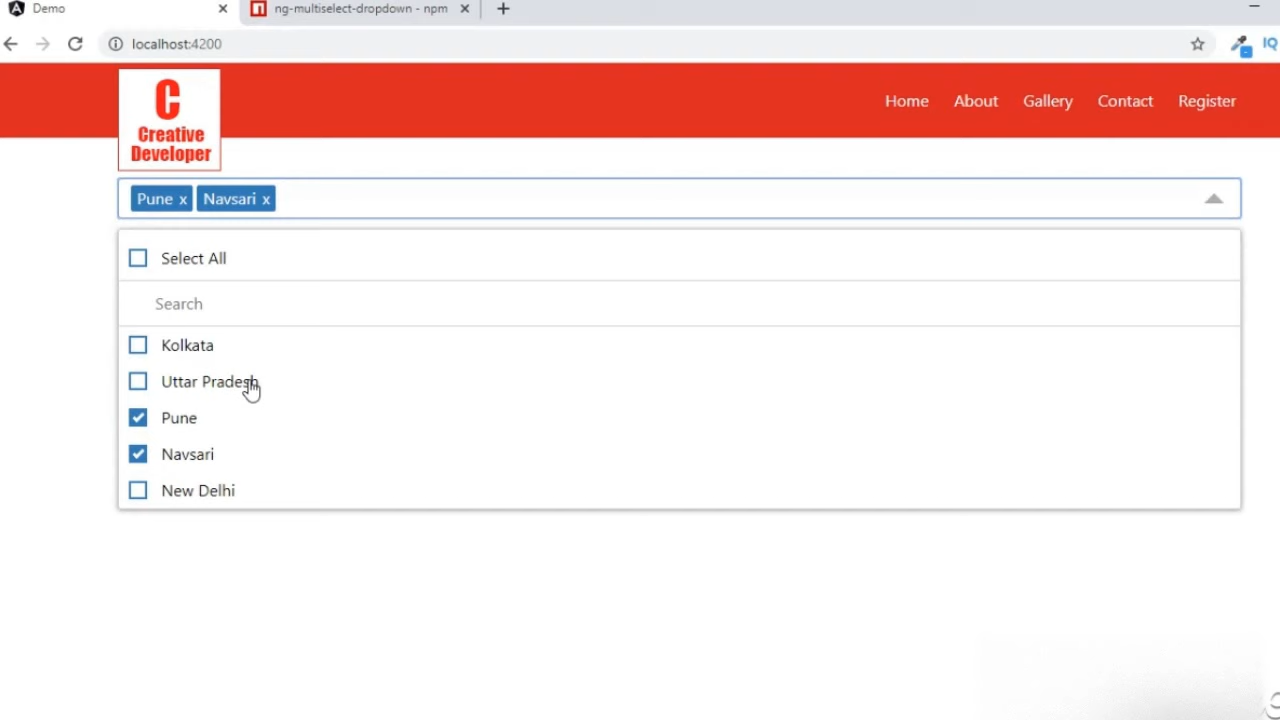 Demo
ng-multiselect-dropdown - npm
localhost:4200
IQ
C
Creative
Developer
Home About Gallery Contact Register
Pune x Navsari x
Select All
Search
Kolkata
Uttar Pradesh
Pune
Navsari
New Delhi